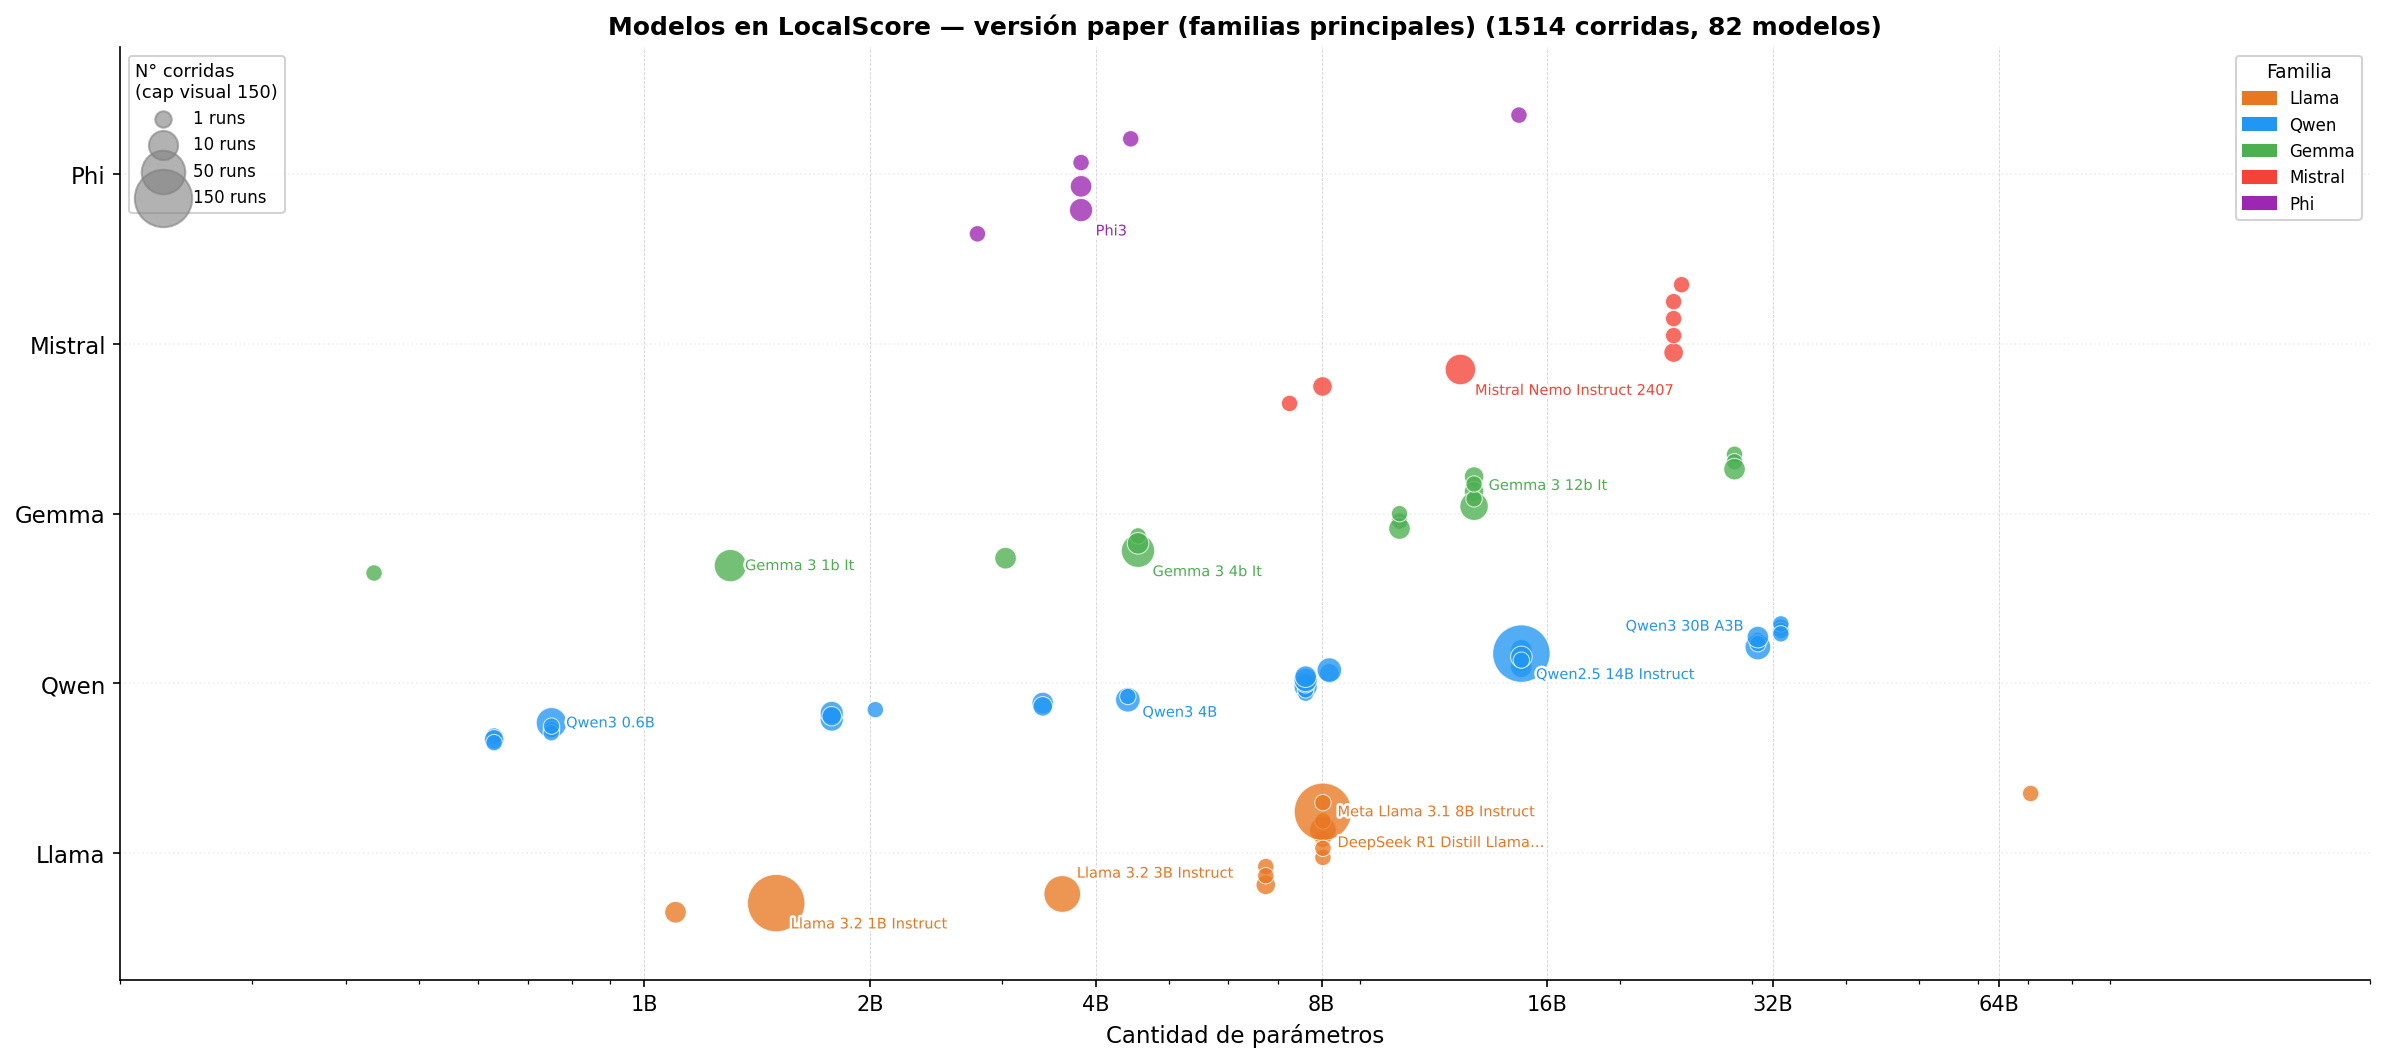 Modelos en LocalScore — versión paper (familias principales) (1514 corridas, 82 modelos)
N° corridas
(cap visual 150)
1 runs
10 runs
50 runs
150 runs
Familia
Llama
Qwen
Gemma
Mistral
Phi
Phi
Phi3
Mistral
Mistral Nemo Instruct 2407
Gemma
Gemma 3 12b It
Gemma 3 1b It
Gemma 3 4b It
Qwen
Qwen3 30B A3B
Qwen2.5 14B Instruct
Qwen3 4B
Qwen3 0.6B
Llama
Meta Llama 3.1 8B Instruct
DeepSeek R1 Distill Llama...
Llama 3.2 3B Instruct
Llama 3.2 1B Instruct
1B
2B
4B
8B
16B
32B
64B
Cantidad de parámetros